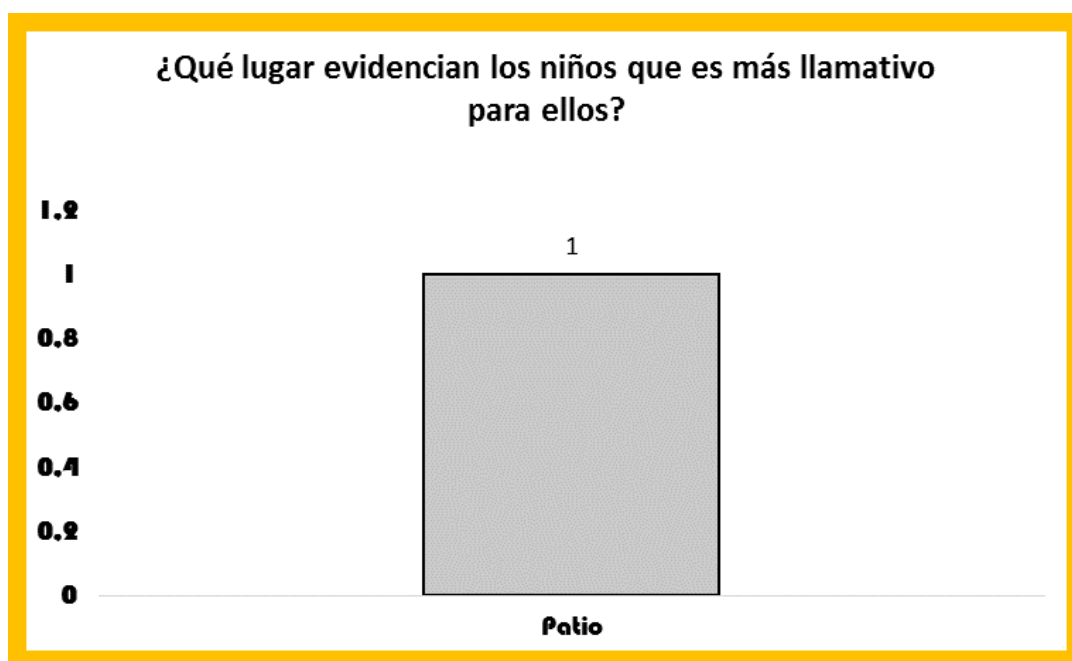 ¿Qué lugar evidencian los niños que es más llamativo
para ellos?
1,2
1
0,8
0,6
0,4
0,2
0
1
Patio